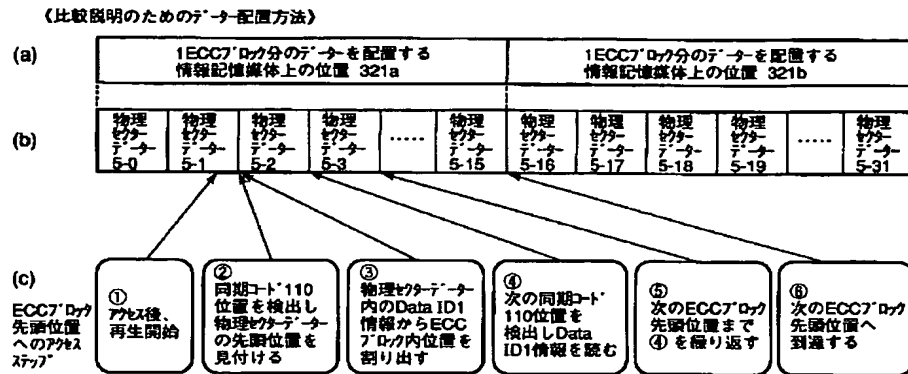 《比較説明のためのデーター配置方法》
(a)
1ECCブロック分のデーターを配置する
情報記憶媒体上の位置 321a
1ECCブロック分のデーターを配置する
情報記憶媒体上の位置 321b
(b)
物理
セクター
データー
5-0
物理
セクター
データー
5-1
物理
セクター
データー
5-2
物理
セクター
データー
5-3
……
物理
セクター
データー
5-15
物理
セクター
データー
5-16
物理
セクター
データー
5-17
物理
セクター
データー
5-18
物理
セクター
データー
5-19
……
物理
セクター
データー
5-31
(c)
ECCブロック
先頭位置
へのアクセス
ステップ
①
アクセス後、
再生開始
②
同期コード110
位置を検出し
物理セクターデーター
の先頭位置を
見付ける
③
物理セクターデーター
内のData ID1
情報からECC
ブロック内位置を
割り出す
④
次の同期コード
110位置を
検出しData
ID1情報を読む
⑤
次のECCブロック
先頭位置まで
④を繰り返す
⑥
次のECCブロック
先頭位置へ
到達する